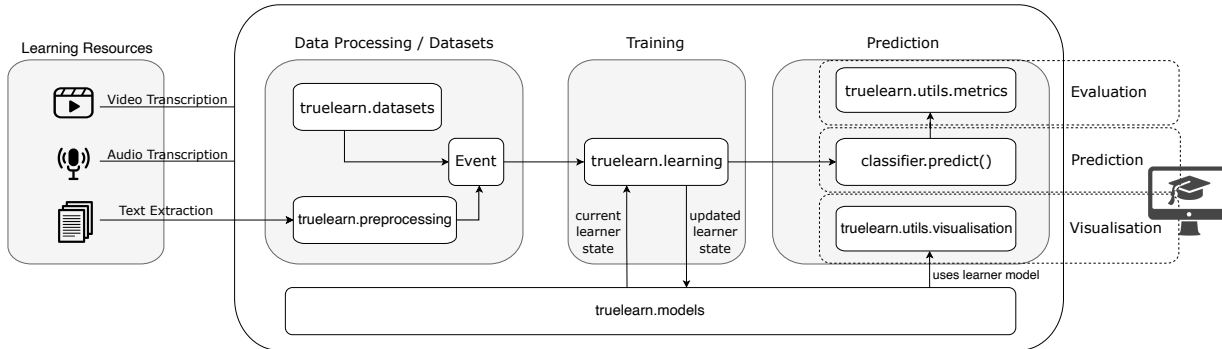 Learning Resources
Video Transcription
Audio Transcription
Text Extraction
Data Processing / Datasets
truelearn.datasets
Event
truelearn.preprocessing
Training
truelearn.learning
current
learner
state
updated
learner
state
Prediction
truelearn.utils.metrics
Evaluation
classifier.predict()
Prediction
truelearn.utils.visualisation
Visualisation
uses learner model
truelearn.models